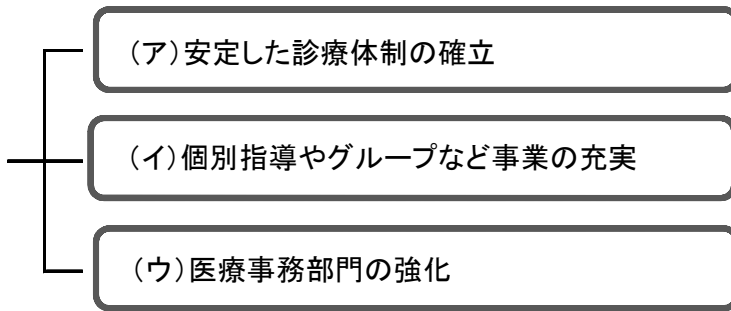 （ア）安定した診療体制の確立
（イ）個別指導やグループなど事業の充実
（ウ）医療事務部門の強化